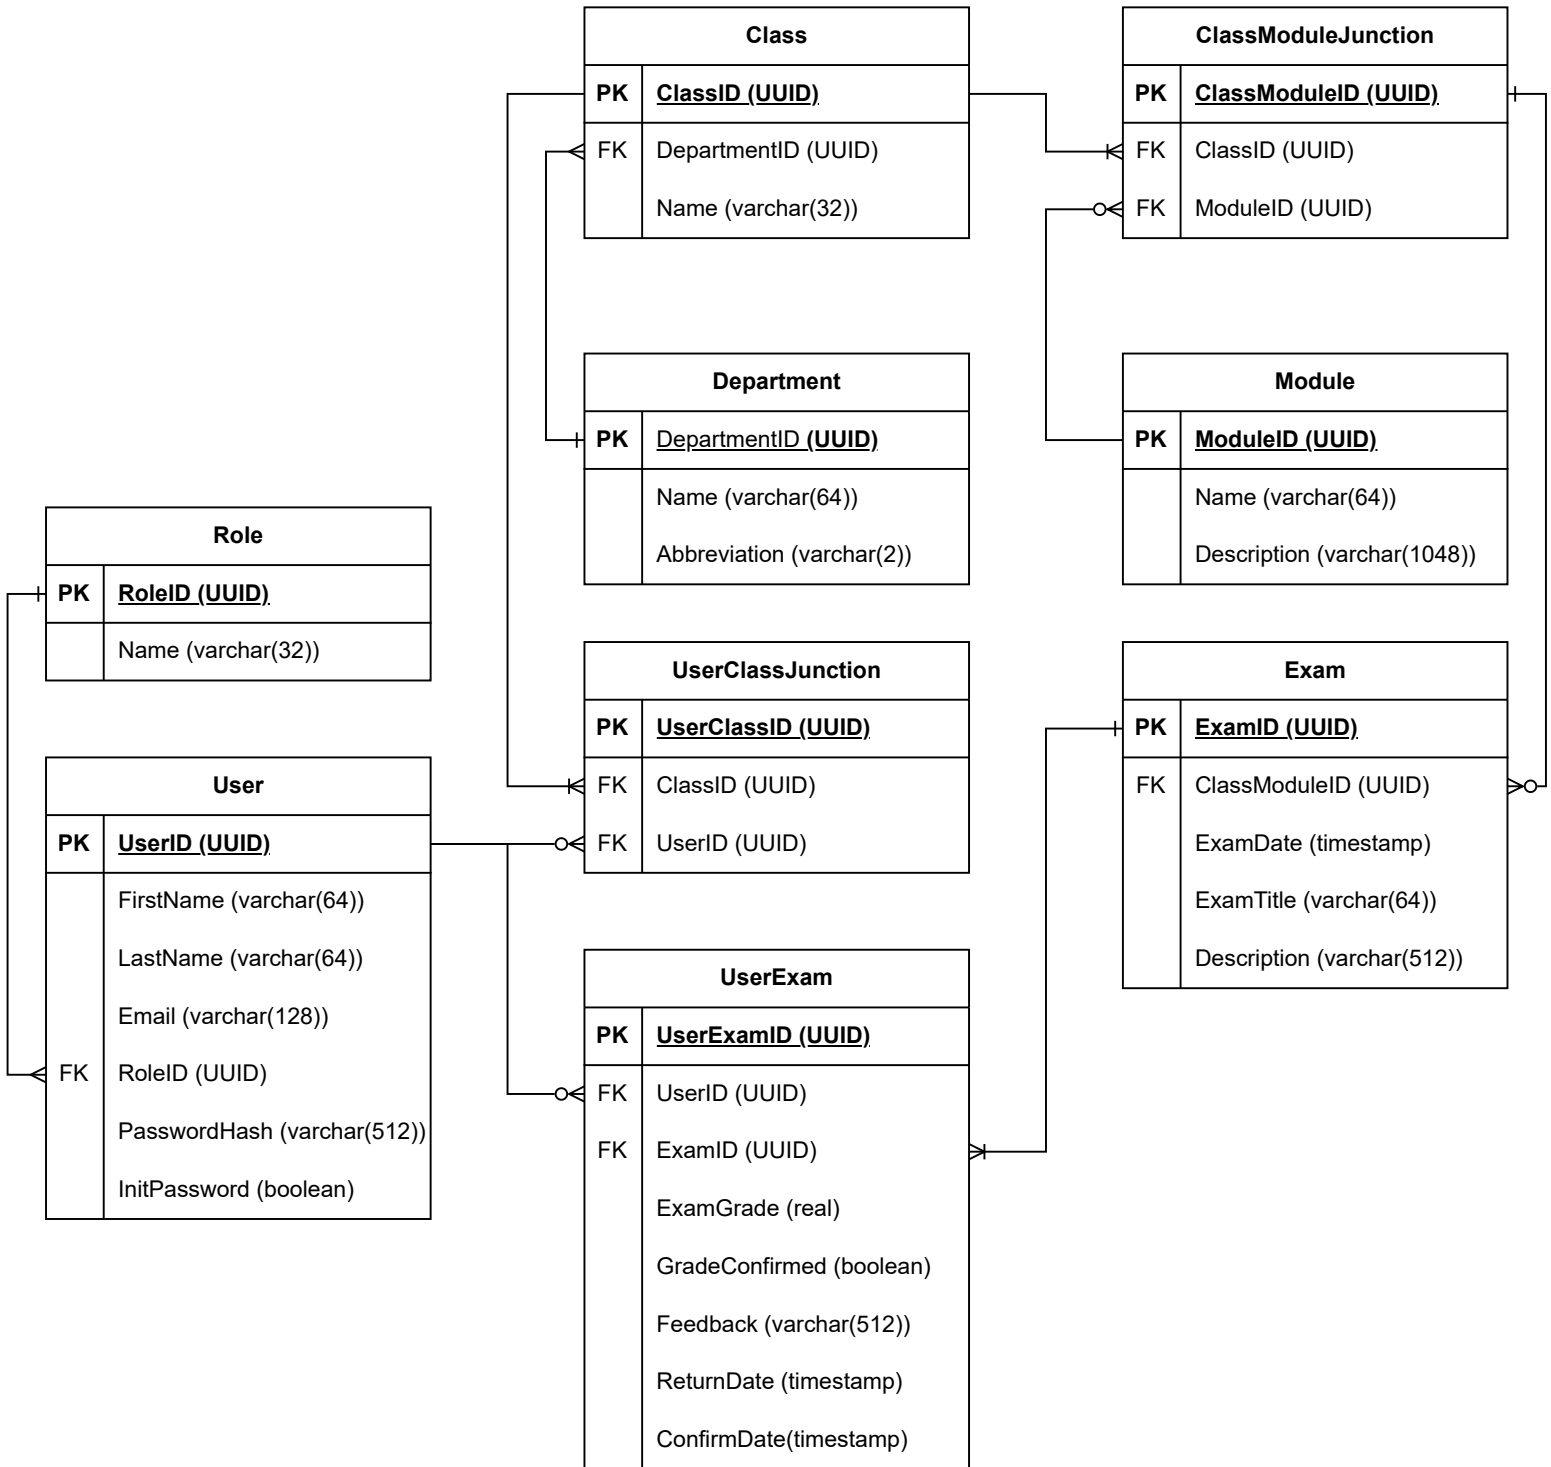 Class
PK ClassID (UUID)
FK DepartmentID (UUID)
Name (varchar(32))
ClassModuleJunction
PK ClassModuleID (UUID)
FK ClassID (UUID)
FK ModuleID (UUID)
Department
PK DepartmentID (UUID)
Name (varchar(64))
Abbreviation (varchar(2))
Module
PK ModuleID (UUID)
Name (varchar(64))
Description (varchar(1048))
Role
PK RoleID (UUID)
Name (varchar(32))
UserClassJunction
PK UserClassID (UUID)
FK ClassID (UUID)
FK UserID (UUID)
Exam
PK ExamID (UUID)
FK ClassModuleID (UUID)
ExamDate (timestamp)
ExamTitle (varchar(64))
Description (varchar(512))
User
PK UserID (UUID)
FirstName (varchar(64))
LastName (varchar(64))
Email (varchar(128))
FK RoleID (UUID)
PasswordHash (varchar(512))
InitPassword (boolean)
UserExam
PK UserExamID (UUID)
FK UserID (UUID)
FK ExamID (UUID)
ExamGrade (real)
GradeConfirmed (boolean)
Feedback (varchar(512))
ReturnDate (timestamp)
ConfirmDate(timestamp)